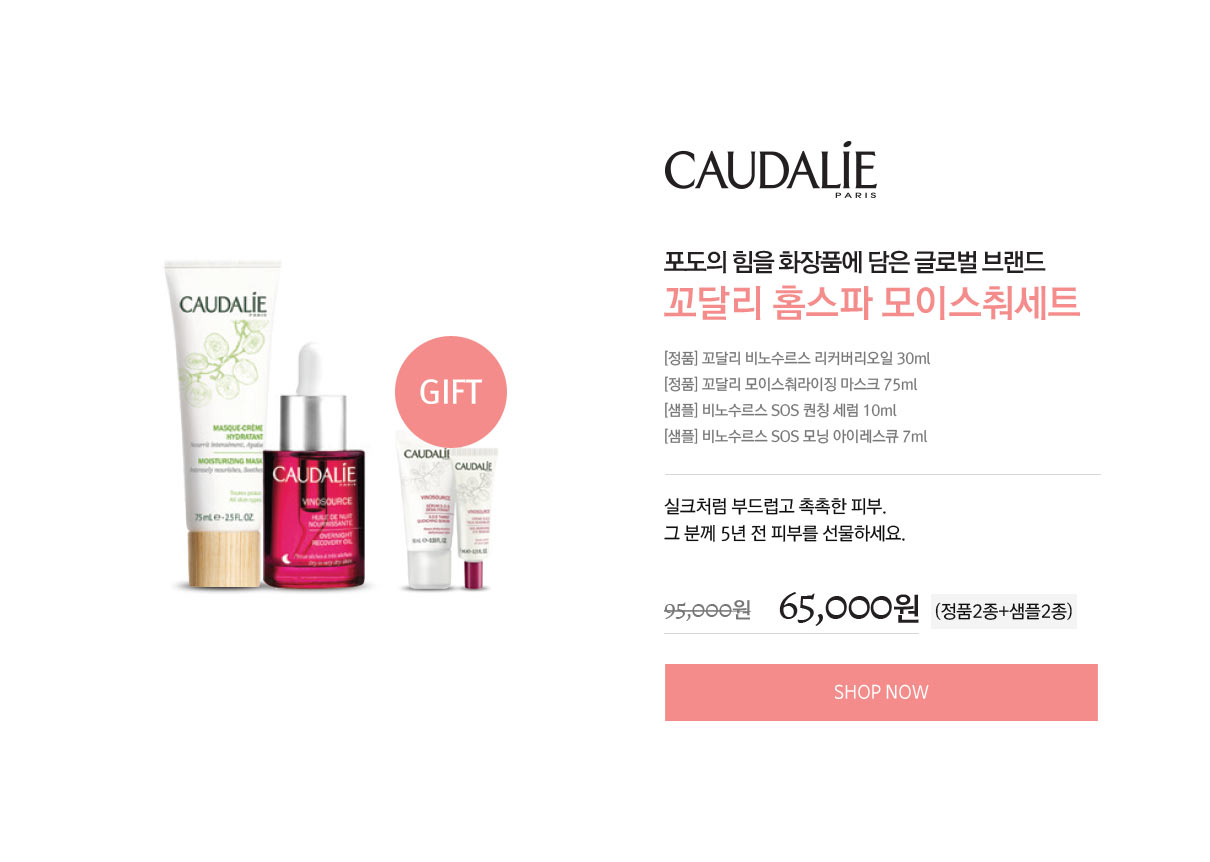 CAUDALIE
PARIS
포도의 힘을 화장품에 담은 글로벌 브랜드
꼬달리 홈스파 모이스춰세트
[정품] 꼬달리 비노수르스 리커버리오일 30ml
[정품] 꼬달리 모이스춰라이징 마스크 75ml
[샘플] 비노수르스 SOS 퀀칭 세럼 10ml
[샘플] 비노수르스 SOS 모닝 아이레스큐 7ml
실크처럼 부드럽고 촉촉한 피부.
그 분께 5년 전 피부를 선물하세요.
95,000원 65,000원 (정품2종+샘플2종)
SHOP NOW
GIFT
CAUDALIE
PARIS
MASQUE-CRÈME
HYDRATANT
MOISTURIZING MASK
Toutes peaux
All skin types
75 mL e-2.5 FL. OZ.
CAUDALIE
PARIS
VINOSOURCE
HUILE DE NUIT
NOURRISSANTE
OVERNIGHT
RECOVERY OIL
CAUDALIE
VINOSOURCE
CAUDALIE
VINOSOURCE